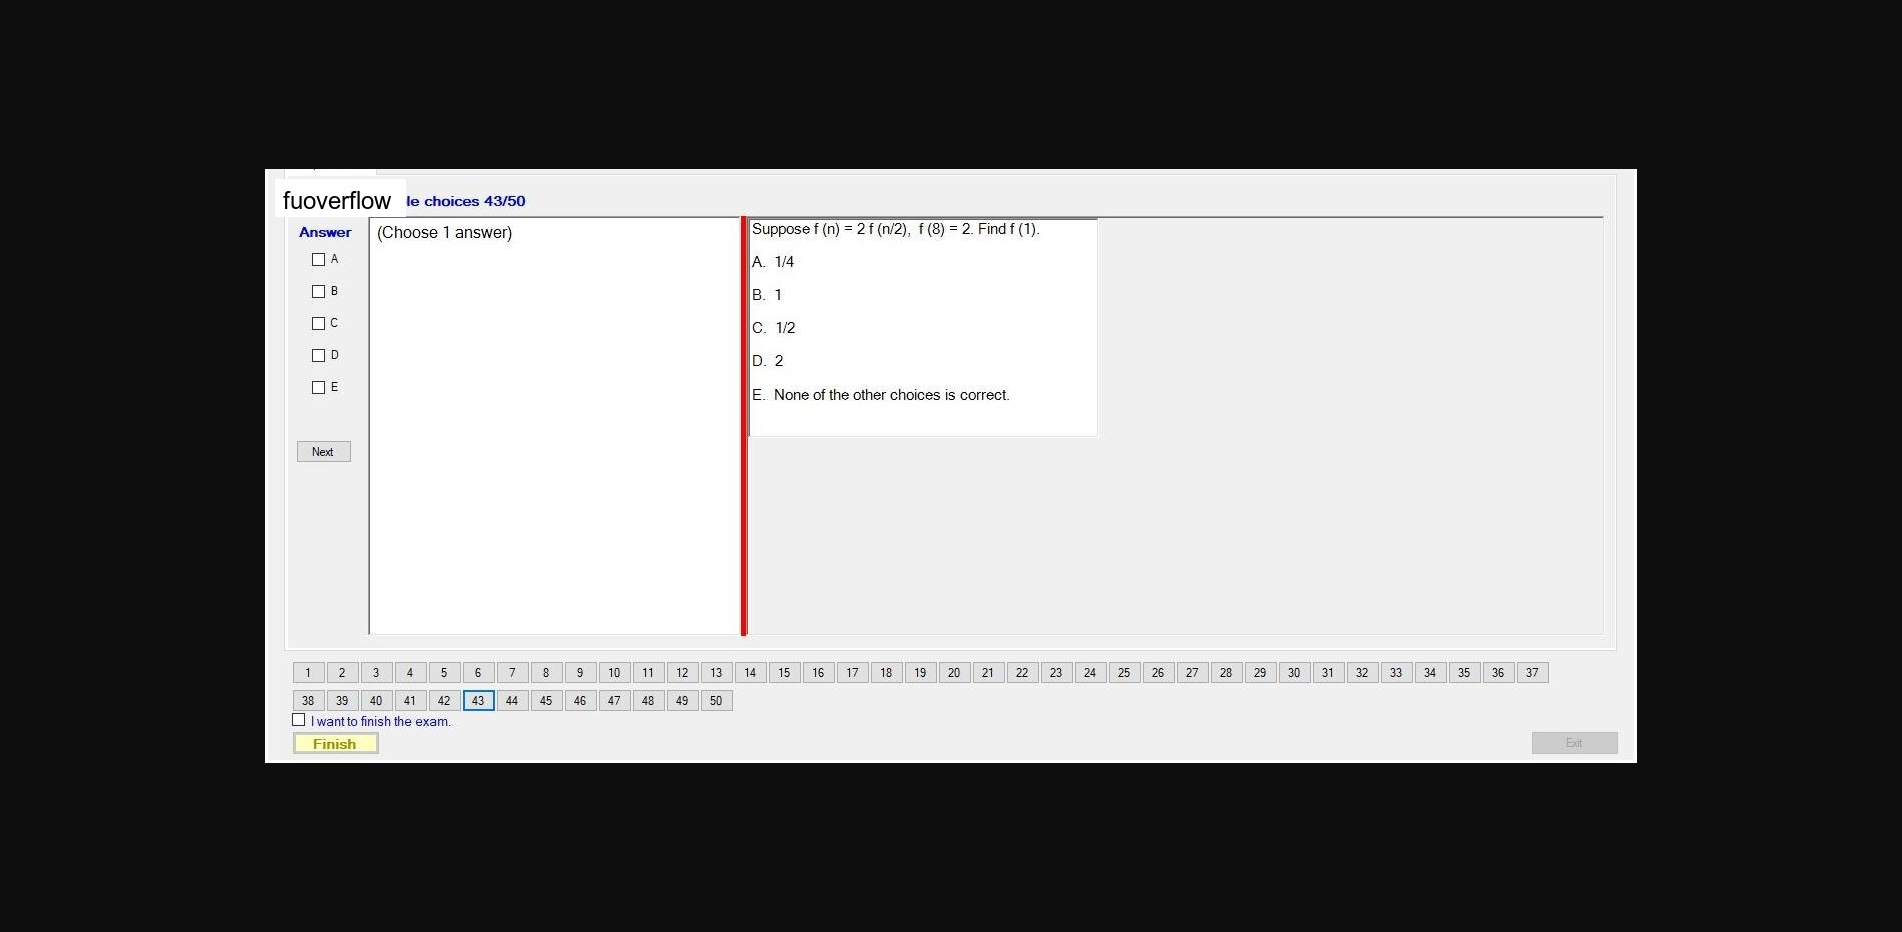 fuoverflow le choices 43/50
Answer
(Choose 1 answer)
A
B
C
D
E
Next
Suppose f (n) = 2 f (n/2), f (8) = 2. Find f (1).
A. 1/4
B. 1
C. 1/2
D. 2
E. None of the other choices is correct.
1 2 3 4 5 6 7 8 9 10 11 12 13 14 15 16 17 18 19 20 21 22 23 24 25 26 27 28 29 30 31 32 33 34 35 36 37
38 39 40 41 42 43 44 45 46 47 48 49 50
I want to finish the exam.
Finish
Exit